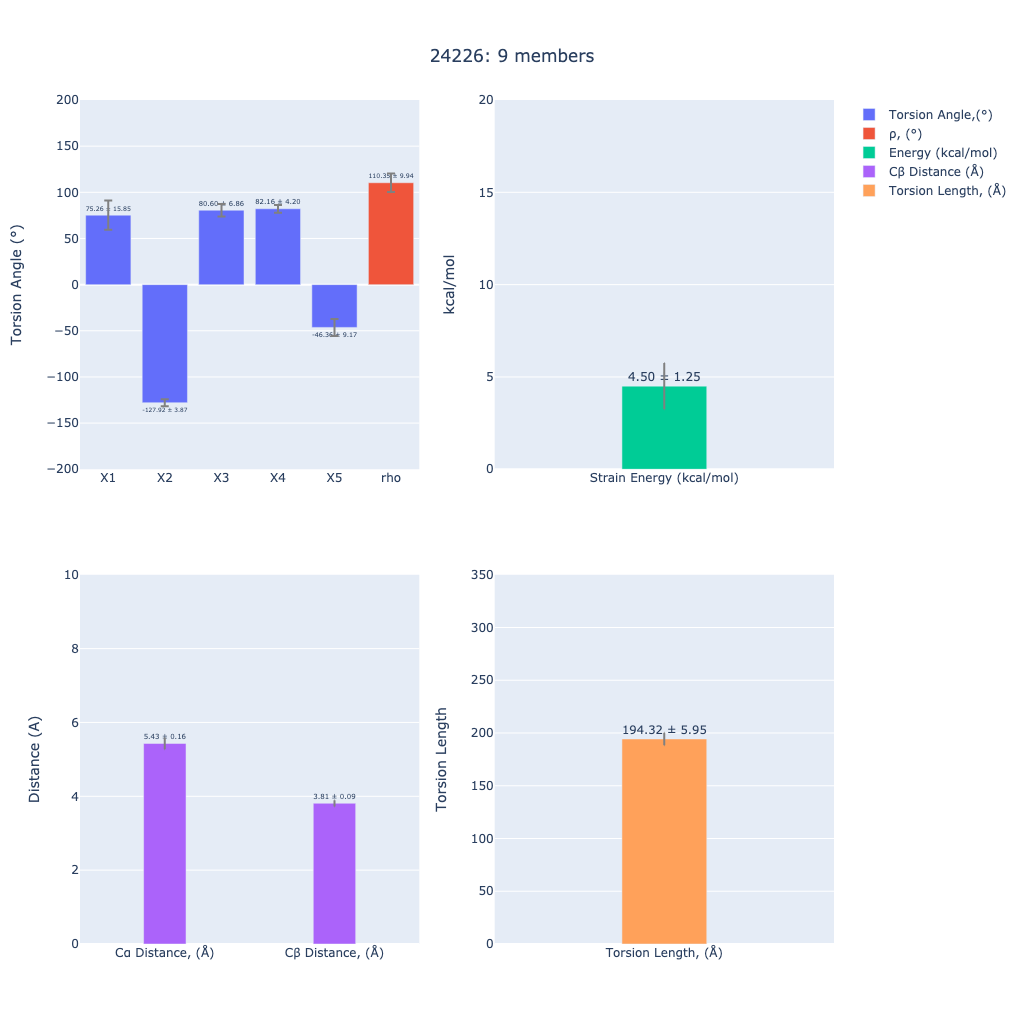 24226: 9 members
Torsion Angle (°)
200
150
100
50
0
−50
−100
−150
−200
75.26 ± 15.85
-127.92 ± 3.87
80.60 ± 6.86
82.16 ± 4.20
-46.36 ± 9.17
110.35 ± 9.94
X1 X2 X3 X4 X5 rho
kcal/mol
20
15
10
5
0
4.50 ± 1.25
Strain Energy (kcal/mol)
Torsion Angle,(°)
ρ, (°)
Energy (kcal/mol)
Cβ Distance (Å)
Torsion Length, (Å)
Distance (A)
10
8
6
4
2
0
5.43 ± 0.16
3.81 ± 0.09
Cα Distance, (Å) Cβ Distance, (Å)
Torsion Length
350
300
250
200
150
100
50
0
194.32 ± 5.95
Torsion Length, (Å)